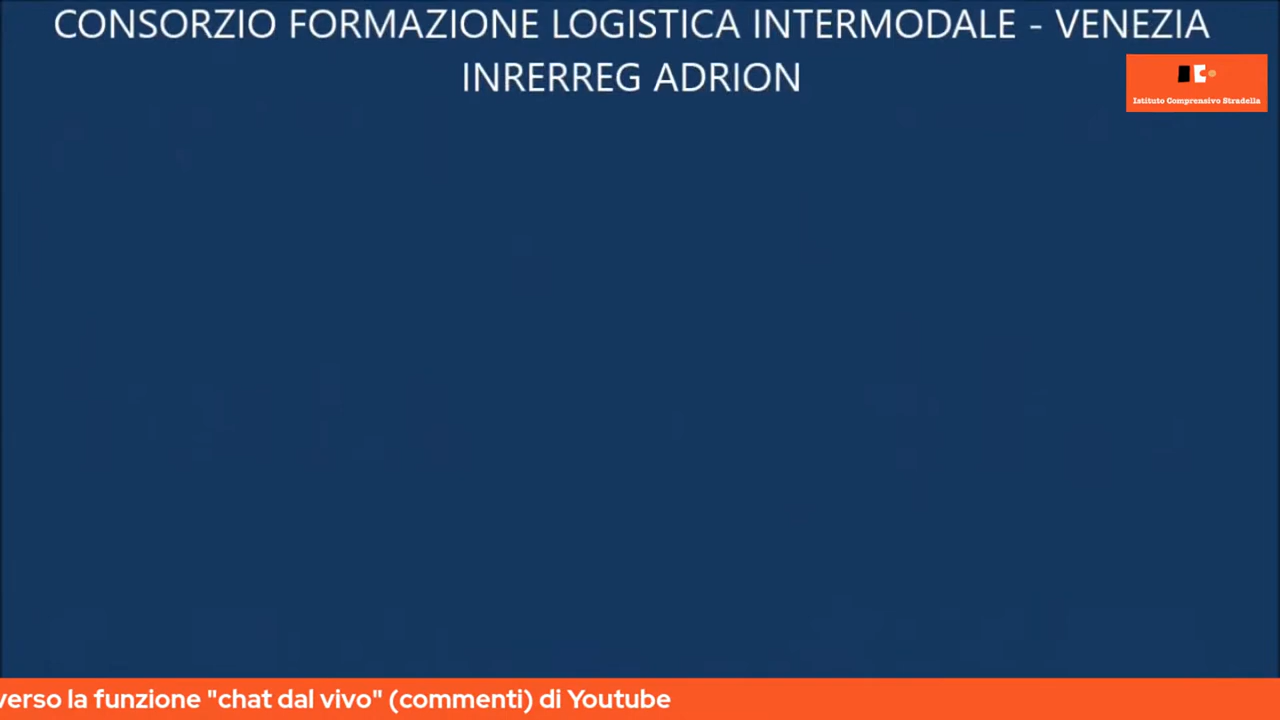 CONSORZIO FORMAZIONE LOGISTICA INTERMODALE - VENEZIA
INRERREG ADRION
Istituto Comprensivo Stradella
verso la funzione "chat dal vivo" (commenti) di Youtube